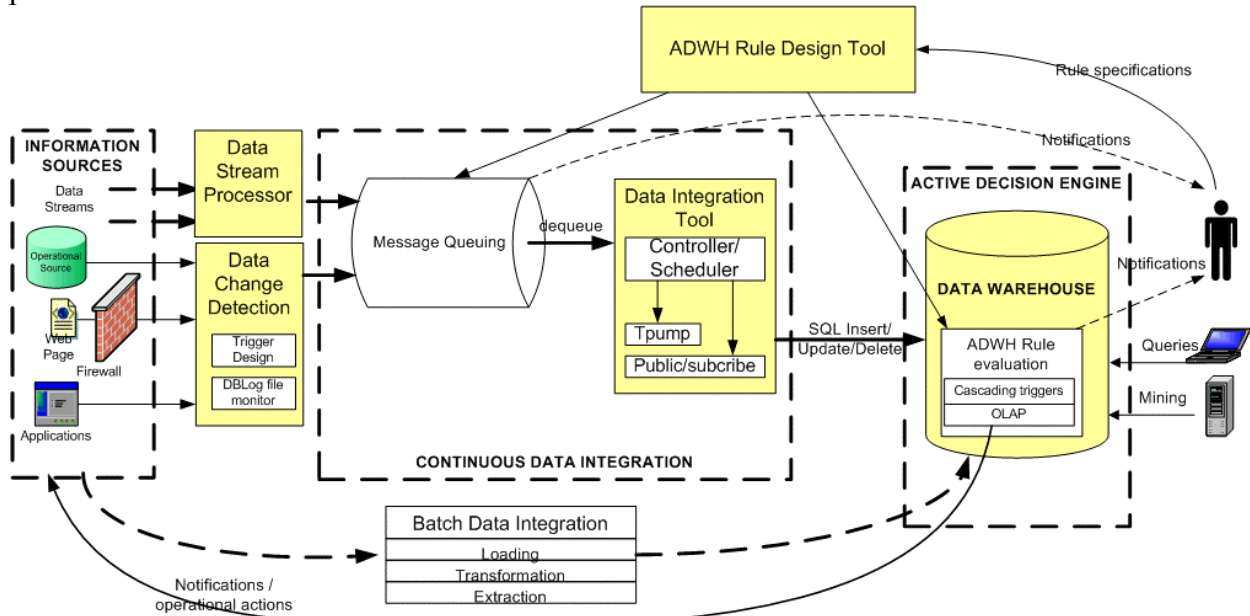 ADWH Rule Design Tool
Rule specifications
INFORMATION
SOURCES
Data
Streams
Operational
Source
Web
Page
Firewall
Applications
Data
Stream
Processor
Data
Change
Detection
Trigger
Design
DBLog file
monitor
Message Queuing
dequeue
Data Integration
Tool
Controller/
Scheduler
Tpump
Public/subcribe
CONTINUOUS DATA INTEGRATION
SQL Insert/
Update/Delete
Notifications
ACTIVE DECISION ENGINE
DATA WAREHOUSE
ADWH Rule
evaluation
Cascading triggers
OLAP
Notifications
Queries
Mining
Batch Data Integration
Loading
Transformation
Extraction
Notifications /
operational actions